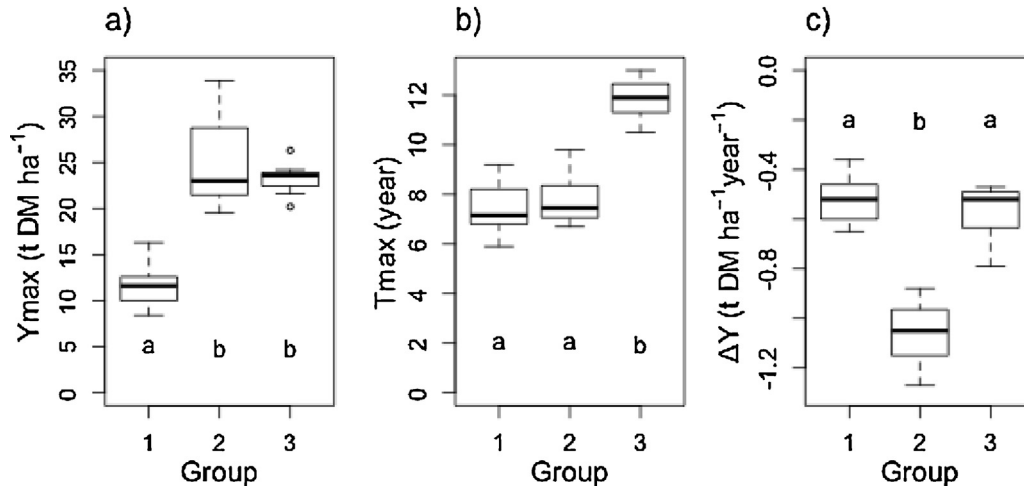 a)
Ymax (t DM ha⁻¹)
35
30
25
20
15
10
5
0
a b b
1 2 3
Group
b)
Tmax (year)
12
10
8
6
4
2
0
a a b
1 2 3
Group
c)
ΔY (t DM ha⁻¹year⁻¹)
0.0
-0.4
-0.8
-1.2
a b a
1 2 3
Group